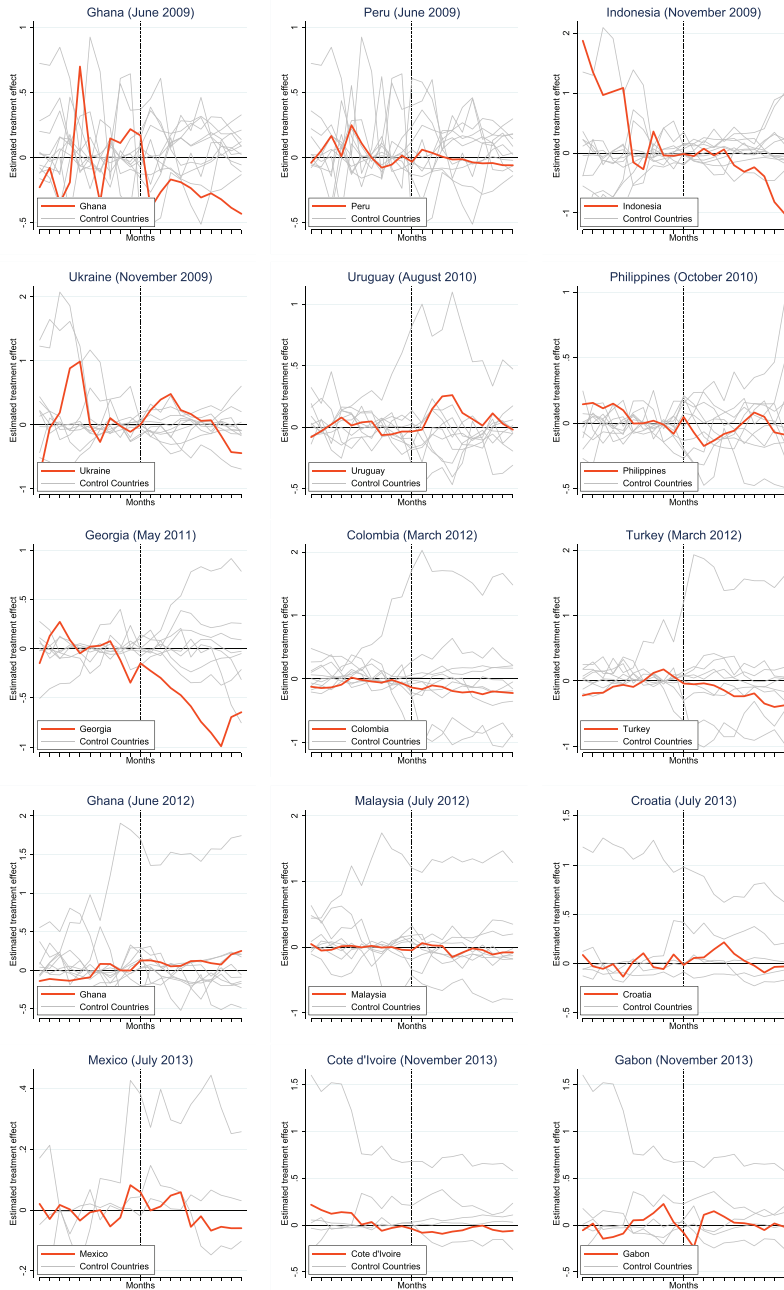 Ghana (June 2009)
Estimated treatment effect
1
.5
0
-.5
Ghana
Control Countries
Months
Peru (June 2009)
Estimated treatment effect
1
.5
0
-.5
Peru
Control Countries
Months
Indonesia (November 2009)
Estimated treatment effect
2
1
0
-1
Indonesia
Control Countries
Months
Ukraine (November 2009)
Estimated treatment effect
2
1
0
-1
Ukraine
Control Countries
Months
Uruguay (August 2010)
Estimated treatment effect
1
.5
0
-.5
Uruguay
Control Countries
Months
Philippines (October 2010)
Estimated treatment effect
1
.5
0
-.5
Philippines
Control Countries
Months
Georgia (May 2011)
Estimated treatment effect
1
.5
0
-.5
-1
Georgia
Control Countries
Months
Colombia (March 2012)
Estimated treatment effect
2
1
0
-1
Colombia
Control Countries
Months
Turkey (March 2012)
Estimated treatment effect
2
1
0
-1
Turkey
Control Countries
Months
Ghana (June 2012)
Estimated treatment effect
2
1.5
1
.5
0
-.5
Ghana
Control Countries
Months
Malaysia (July 2012)
Estimated treatment effect
2
1
0
-1
Malaysia
Control Countries
Months
Croatia (July 2013)
Estimated treatment effect
1.5
1
.5
0
-.5
Croatia
Control Countries
Months
Mexico (July 2013)
Estimated treatment effect
.4
.2
0
-.2
Mexico
Control Countries
Months
Cote d'Ivoire (November 2013)
Estimated treatment effect
1.5
1
.5
0
-.5
Cote d'Ivoire
Control Countries
Months
Gabon (November 2013)
Estimated treatment effect
1.5
1
.5
0
-.5
Gabon
Control Countries
Months